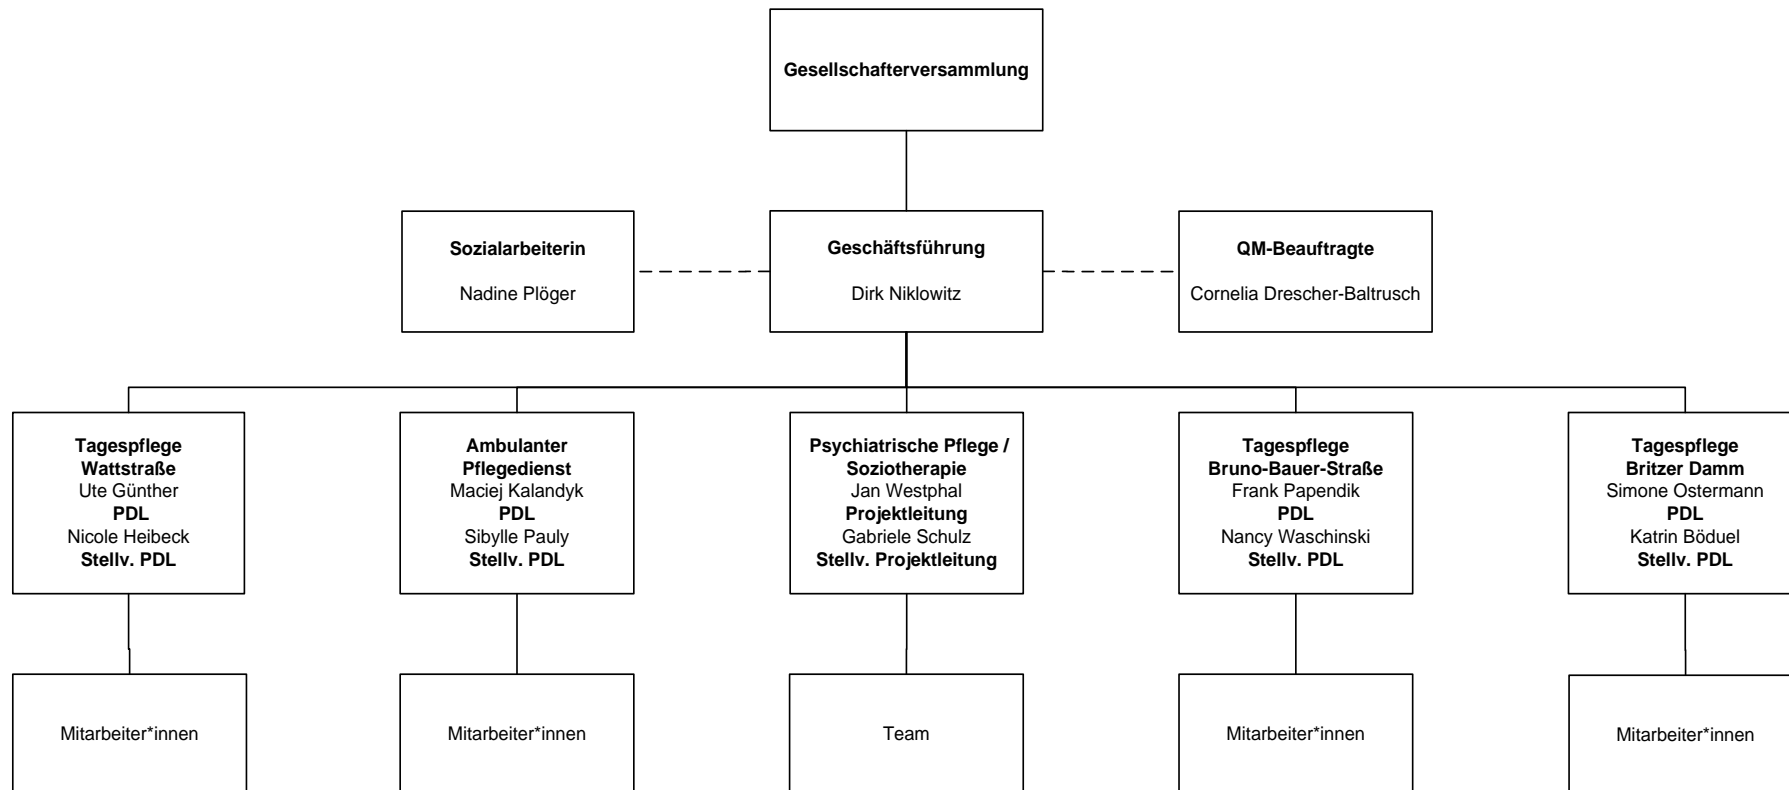 Gesellschafterversammlung
Sozialarbeiterin
Nadine Plöger
Geschäftsführung
Dirk Niklowitz
QM-Beauftragte
Cornelia Drescher-Baltrusch
Tagespflege
Wattstraße
Ute Günther
PDL
Nicole Heibeck
Stellv. PDL
Ambulanter
Pflegedienst
Maciej Kalandyk
PDL
Sibylle Pauly
Stellv. PDL
Psychiatrische Pflege /
Soziotherapie
Jan Westphal
Projektleitung
Gabriele Schulz
Stellv. Projektleitung
Tagespflege
Bruno-Bauer-Straße
Frank Papendik
PDL
Nancy Waschinski
Stellv. PDL
Tagespflege
Britzer Damm
Simone Ostermann
PDL
Katrin Böduel
Stellv. PDL
Mitarbeiter*innen
Mitarbeiter*innen
Team
Mitarbeiter*innen
Mitarbeiter*innen